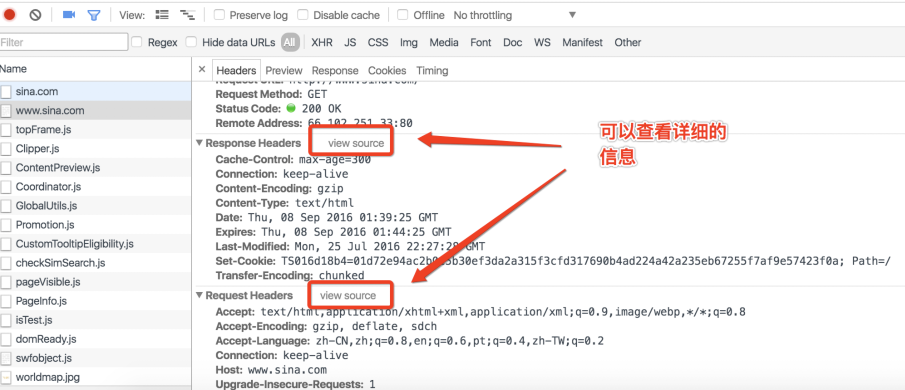 View: Preserve log Disable cache Offline No throttling
Filter Regex Hide data URLs All XHR JS CSS Img Media Font Doc WS Manifest Other
Name
sina.com
www.sina.com
topFrame.js
Clipper.js
ContentPreview.js
Coordinator.js
GlobalUtils.js
Promotion.js
CustomTooltipEligibility.js
checkSimSearch.js
pageVisible.js
PageInfo.js
isTest.js
domReady.js
swfobject.js
worldmap.jpg
× Headers Preview Response Cookies Timing
Request URL: http://www.sina.com/
Request Method: GET
Status Code: 200 OK
Remote Address: 66.102.251.33:80
Response Headers view source
Cache-Control: max-age=300
Connection: keep-alive
Content-Encoding: gzip
Content-Type: text/html
Date: Thu, 08 Sep 2016 01:39:25 GMT
Expires: Thu, 08 Sep 2016 01:44:25 GMT
Last-Modified: Mon, 25 Jul 2016 22:27:28 GMT
Set-Cookie: Path=/
Transfer-Encoding: chunked
Request Headers view source
Accept: text/html,application/xhtml+xml,application/xml;q=0.9,image/webp,*/*;q=0.8
Accept-Encoding: gzip, deflate, sdch
Accept-Language: zh-CN,zh;q=0.8,en;q=0.6,pt;q=0.4,zh-TW;q=0.2
Connection: keep-alive
Host: www.sina.com
Upgrade-Insecure-Requests: 1
可以查看详细的
信息